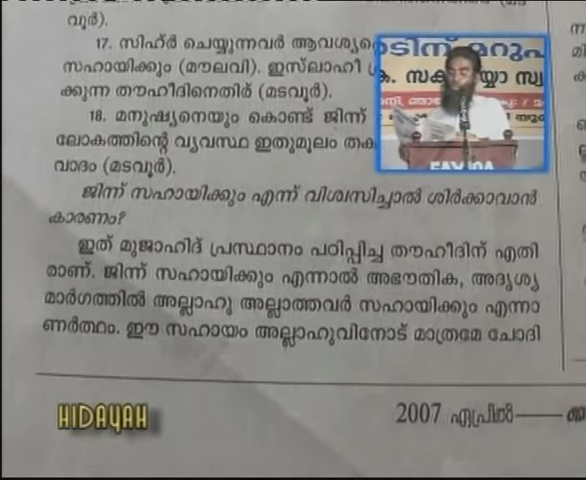 വൂർ).
17. സിഹ്ർ ചെയ്യുന്നവർ ആവശ്യ
സഹായിക്കും (മൗലവി). ഇസ്‌ലാഹീ
ക്കുന്ന തൗഹീദിനെതിര് (മടവൂർ).
18. മനുഷ്യനെയും കൊണ്ട് ജിന്ന്
ലോകത്തിന്റെ വ്യവസ്ഥ ഇതുമൂലം തക
വാദം (മടവൂർ).
ജിന്ന് സഹായിക്കും എന്ന് വിശ്വസിച്ചാൽ ശിർക്കാവാൻ
കാരണം?
ഇത് മുജാഹിദ് പ്രസ്ഥാനം പഠിപ്പിച്ച തൗഹീദിന് എതി
രാണ്. ജിന്ന് സഹായിക്കും എന്നാൽ അഭൗതിക, അദൃശ്യ
മാർഗത്തിൽ അല്ലാഹു അല്ലാത്തവർ സഹായിക്കും എന്നാ
ണർത്ഥം. ഈ സഹായം അല്ലാഹുവിനോട് മാത്രമേ ചോദി
HIDAYAH
2007 ഏപ്രിൽ